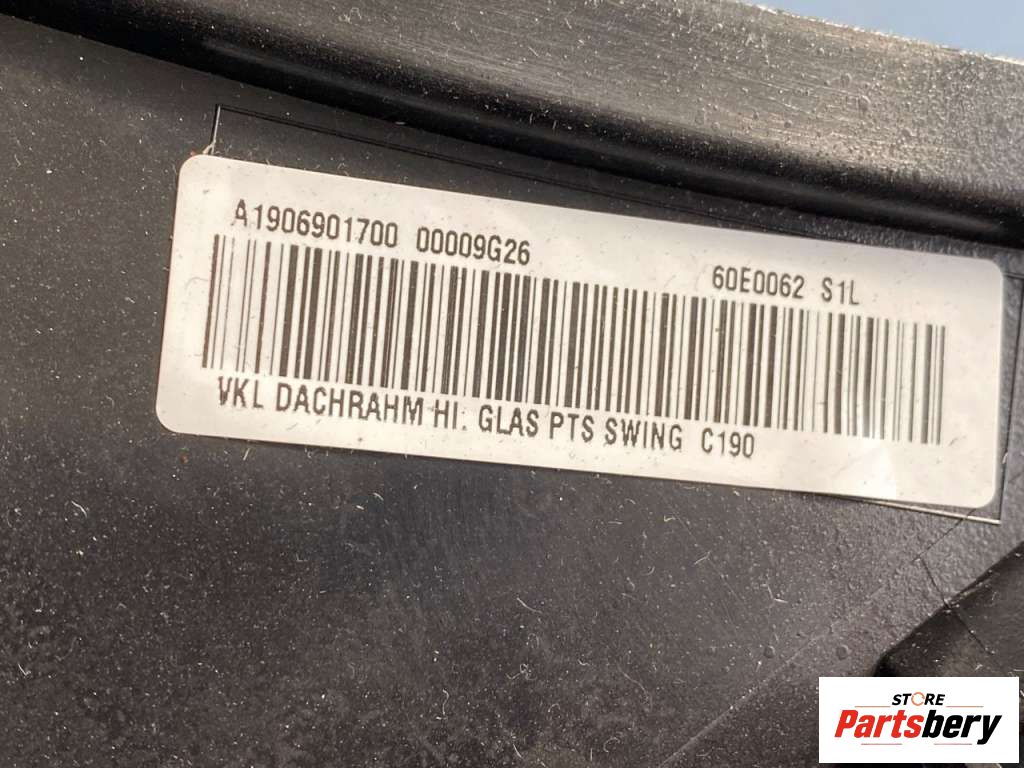 A1906901700 00009G26
60E0062 S1L
VKL DACHRAHM HI. GLAS PTS SWING C190
STORE
Partsbery